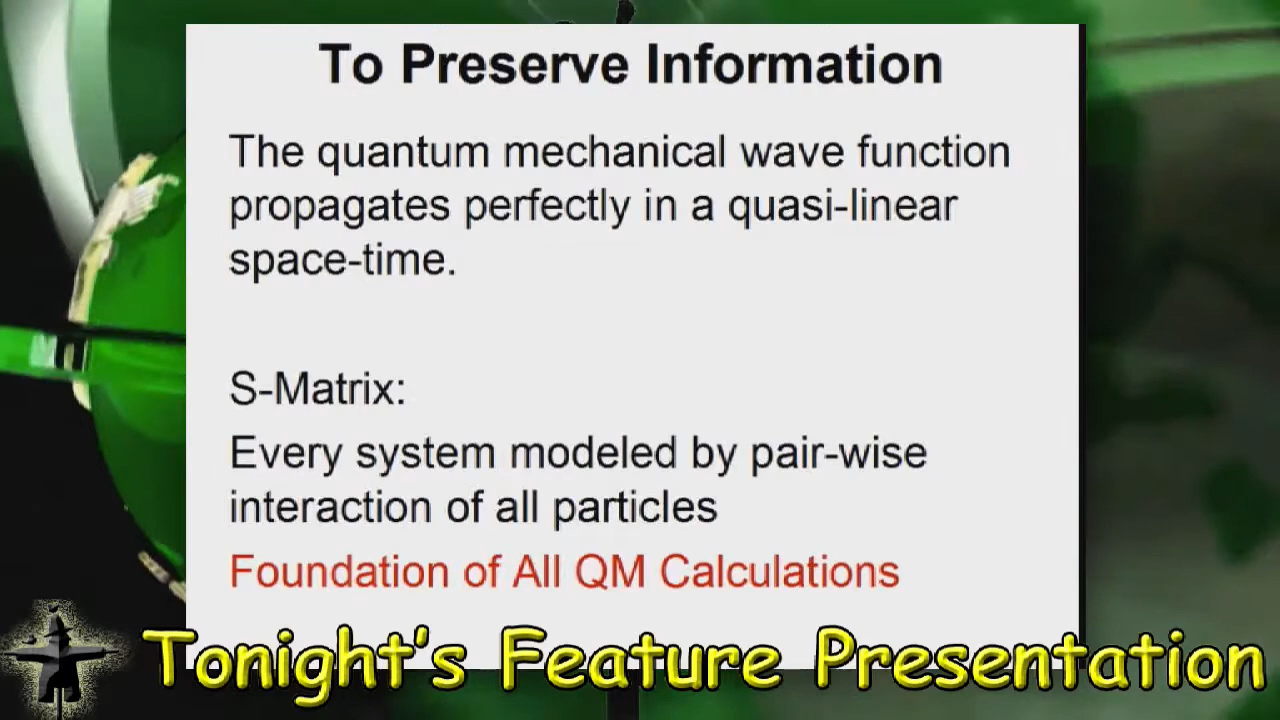 To Preserve Information
The quantum mechanical wave function
propagates perfectly in a quasi-linear
space-time.
S-Matrix:
Every system modeled by pair-wise
interaction of all particles
Foundation of All QM Calculations
Tonight's Feature Presentation